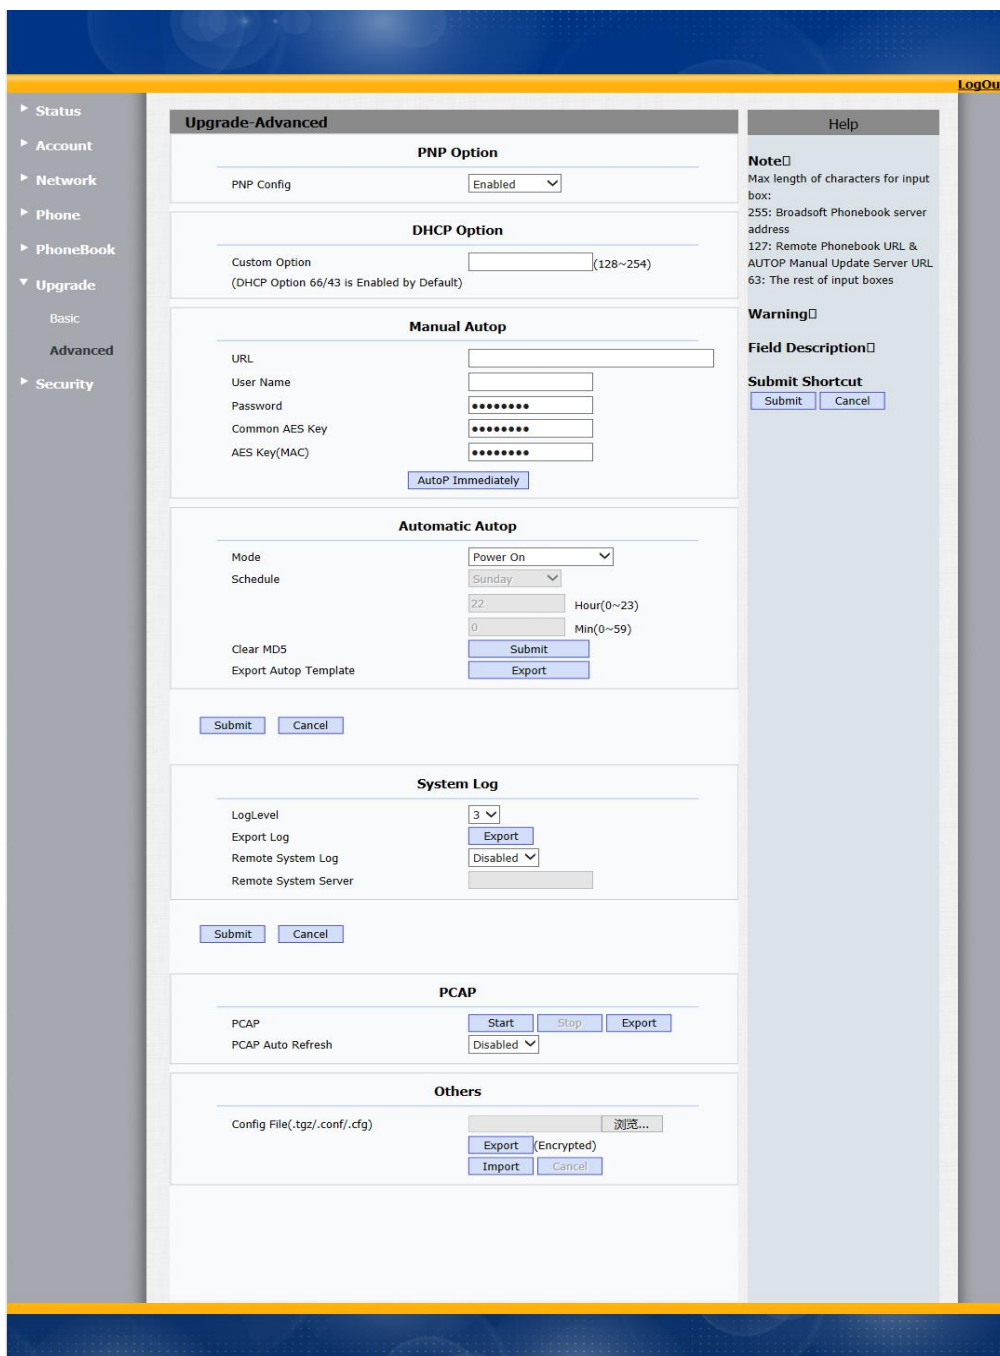 LogOu
Status
Account
Network
Phone
PhoneBook
Upgrade
Basic
Advanced
Security
Upgrade-Advanced
PNP Option
PNP Config Enabled
DHCP Option
Custom Option (128~254)
(DHCP Option 66/43 is Enabled by Default)
Manual Autop
URL
User Name
Password ••••••••
Common AES Key ••••••••
AES Key(MAC) ••••••••
AutoP Immediately
Automatic Autop
Mode Power On
Schedule Sunday
22 Hour(0~23)
0 Min(0~59)
Clear MD5 Submit
Export Autop Template Export
Submit Cancel
System Log
LogLevel 3
Export Log Export
Remote System Log Disabled
Remote System Server
Submit Cancel
PCAP
PCAP Start Stop Export
PCAP Auto Refresh Disabled
Others
Config File(.tgz/.conf/.cfg) 浏览...
Export (Encrypted)
Import Cancel
Help
Note
Max length of characters for input
box:
255: Broadsoft Phonebook server
address
127: Remote Phonebook URL &
AUTOP Manual Update Server URL
63: The rest of input boxes
Warning
Field Description
Submit Shortcut
Submit Cancel